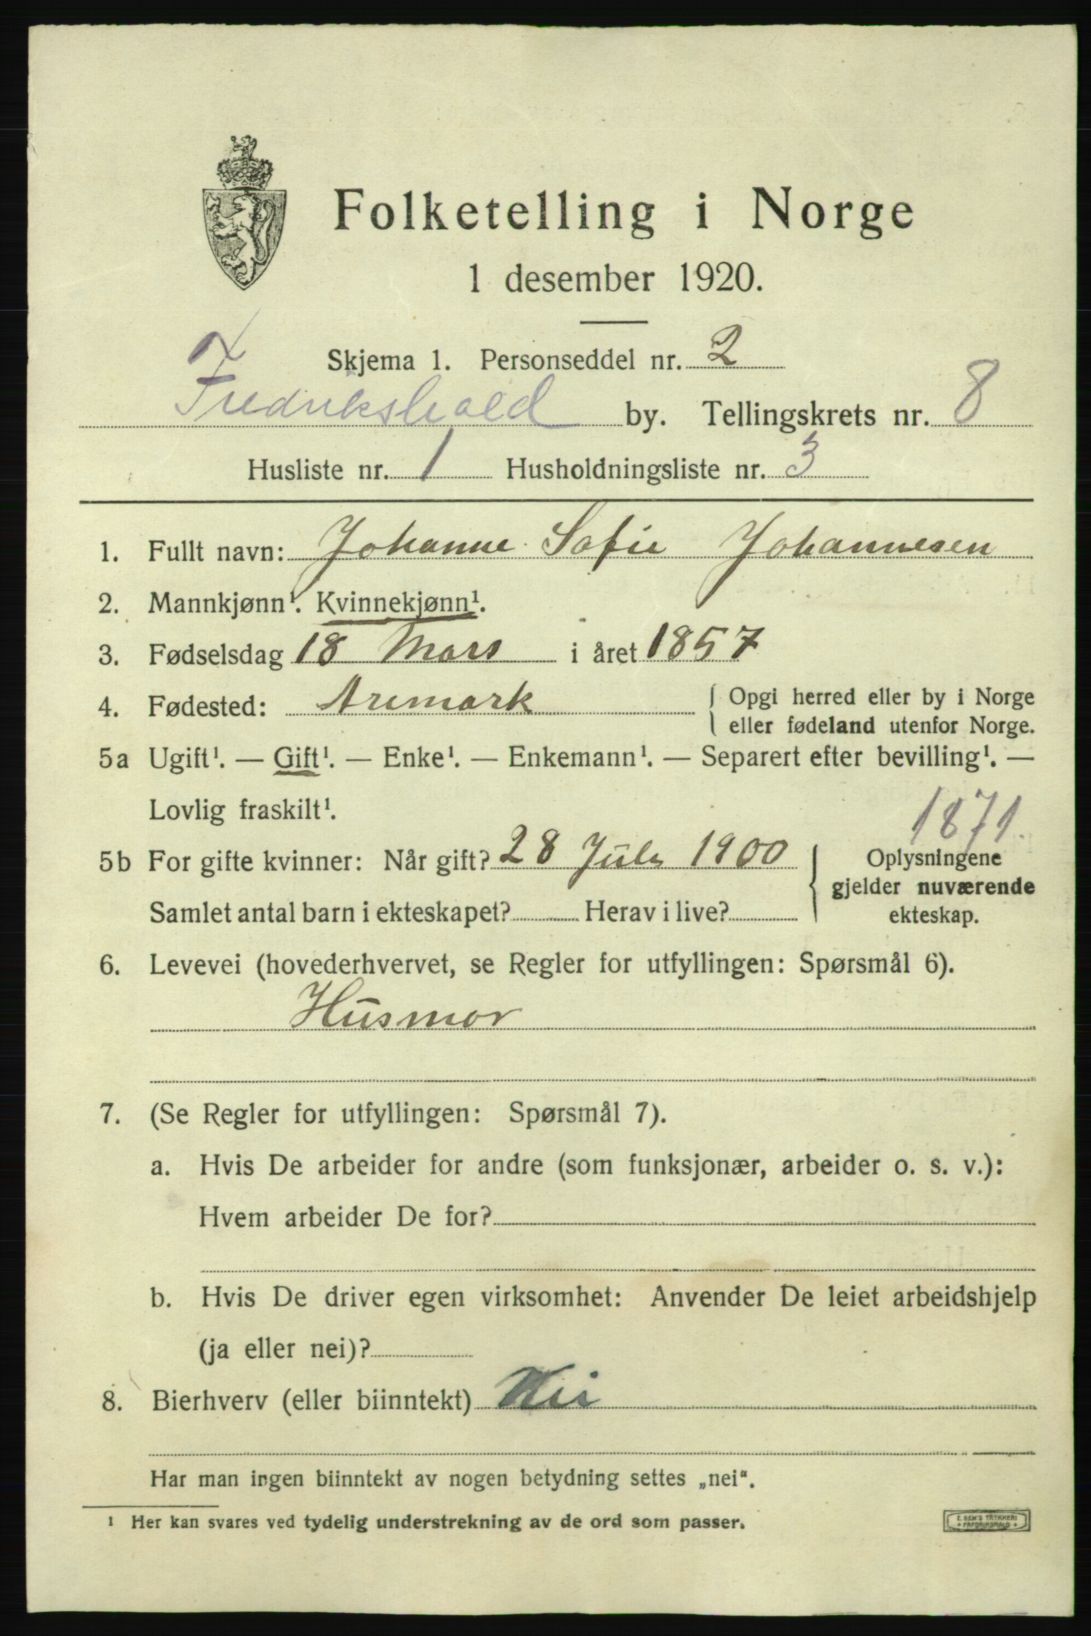 Folketelling i Norge
1 desember 1920.
Skjema 1. Personseddel nr. 2
Fredrikshald by. Tellingskrets nr. 8
Husliste nr. 1 Husholdningsliste nr. 3
1. Fullt navn: Johanne Sofie Johannesen
2. Mannkjønn¹. Kvinnekjønn¹.
3. Fødselsdag 18 Mars i året 1857
4. Fødested: Aremark { Opgi herred eller by i Norge
eller fødeland utenfor Norge.
5a Ugift¹. — Gift¹. — Enke¹. — Enkemann¹. — Separert efter bevilling¹. —
Lovlig fraskilt¹.
1871.
5b For gifte kvinner: Når gift? 28 July 1900 { Oplysningene
gjelder nuværende
Samlet antal barn i ekteskapet? Herav i live? ekteskap.
6. Levevei (hovederhvervet, se Regler for utfyllingen: Spørsmål 6).
Husmor
7. (Se Regler for utfyllingen: Spørsmål 7).
a. Hvis De arbeider for andre (som funksjonær, arbeider o. s. v.):
Hvem arbeider De for?
b. Hvis De driver egen virksomhet: Anvender De leiet arbeidshjelp
(ja eller nei)?
8. Bierhverv (eller biinntekt) Nei
Har man ingen biinntekt av nogen betydning settes „nei".
¹ Her kan svares ved tydelig understrekning av de ord som passer.